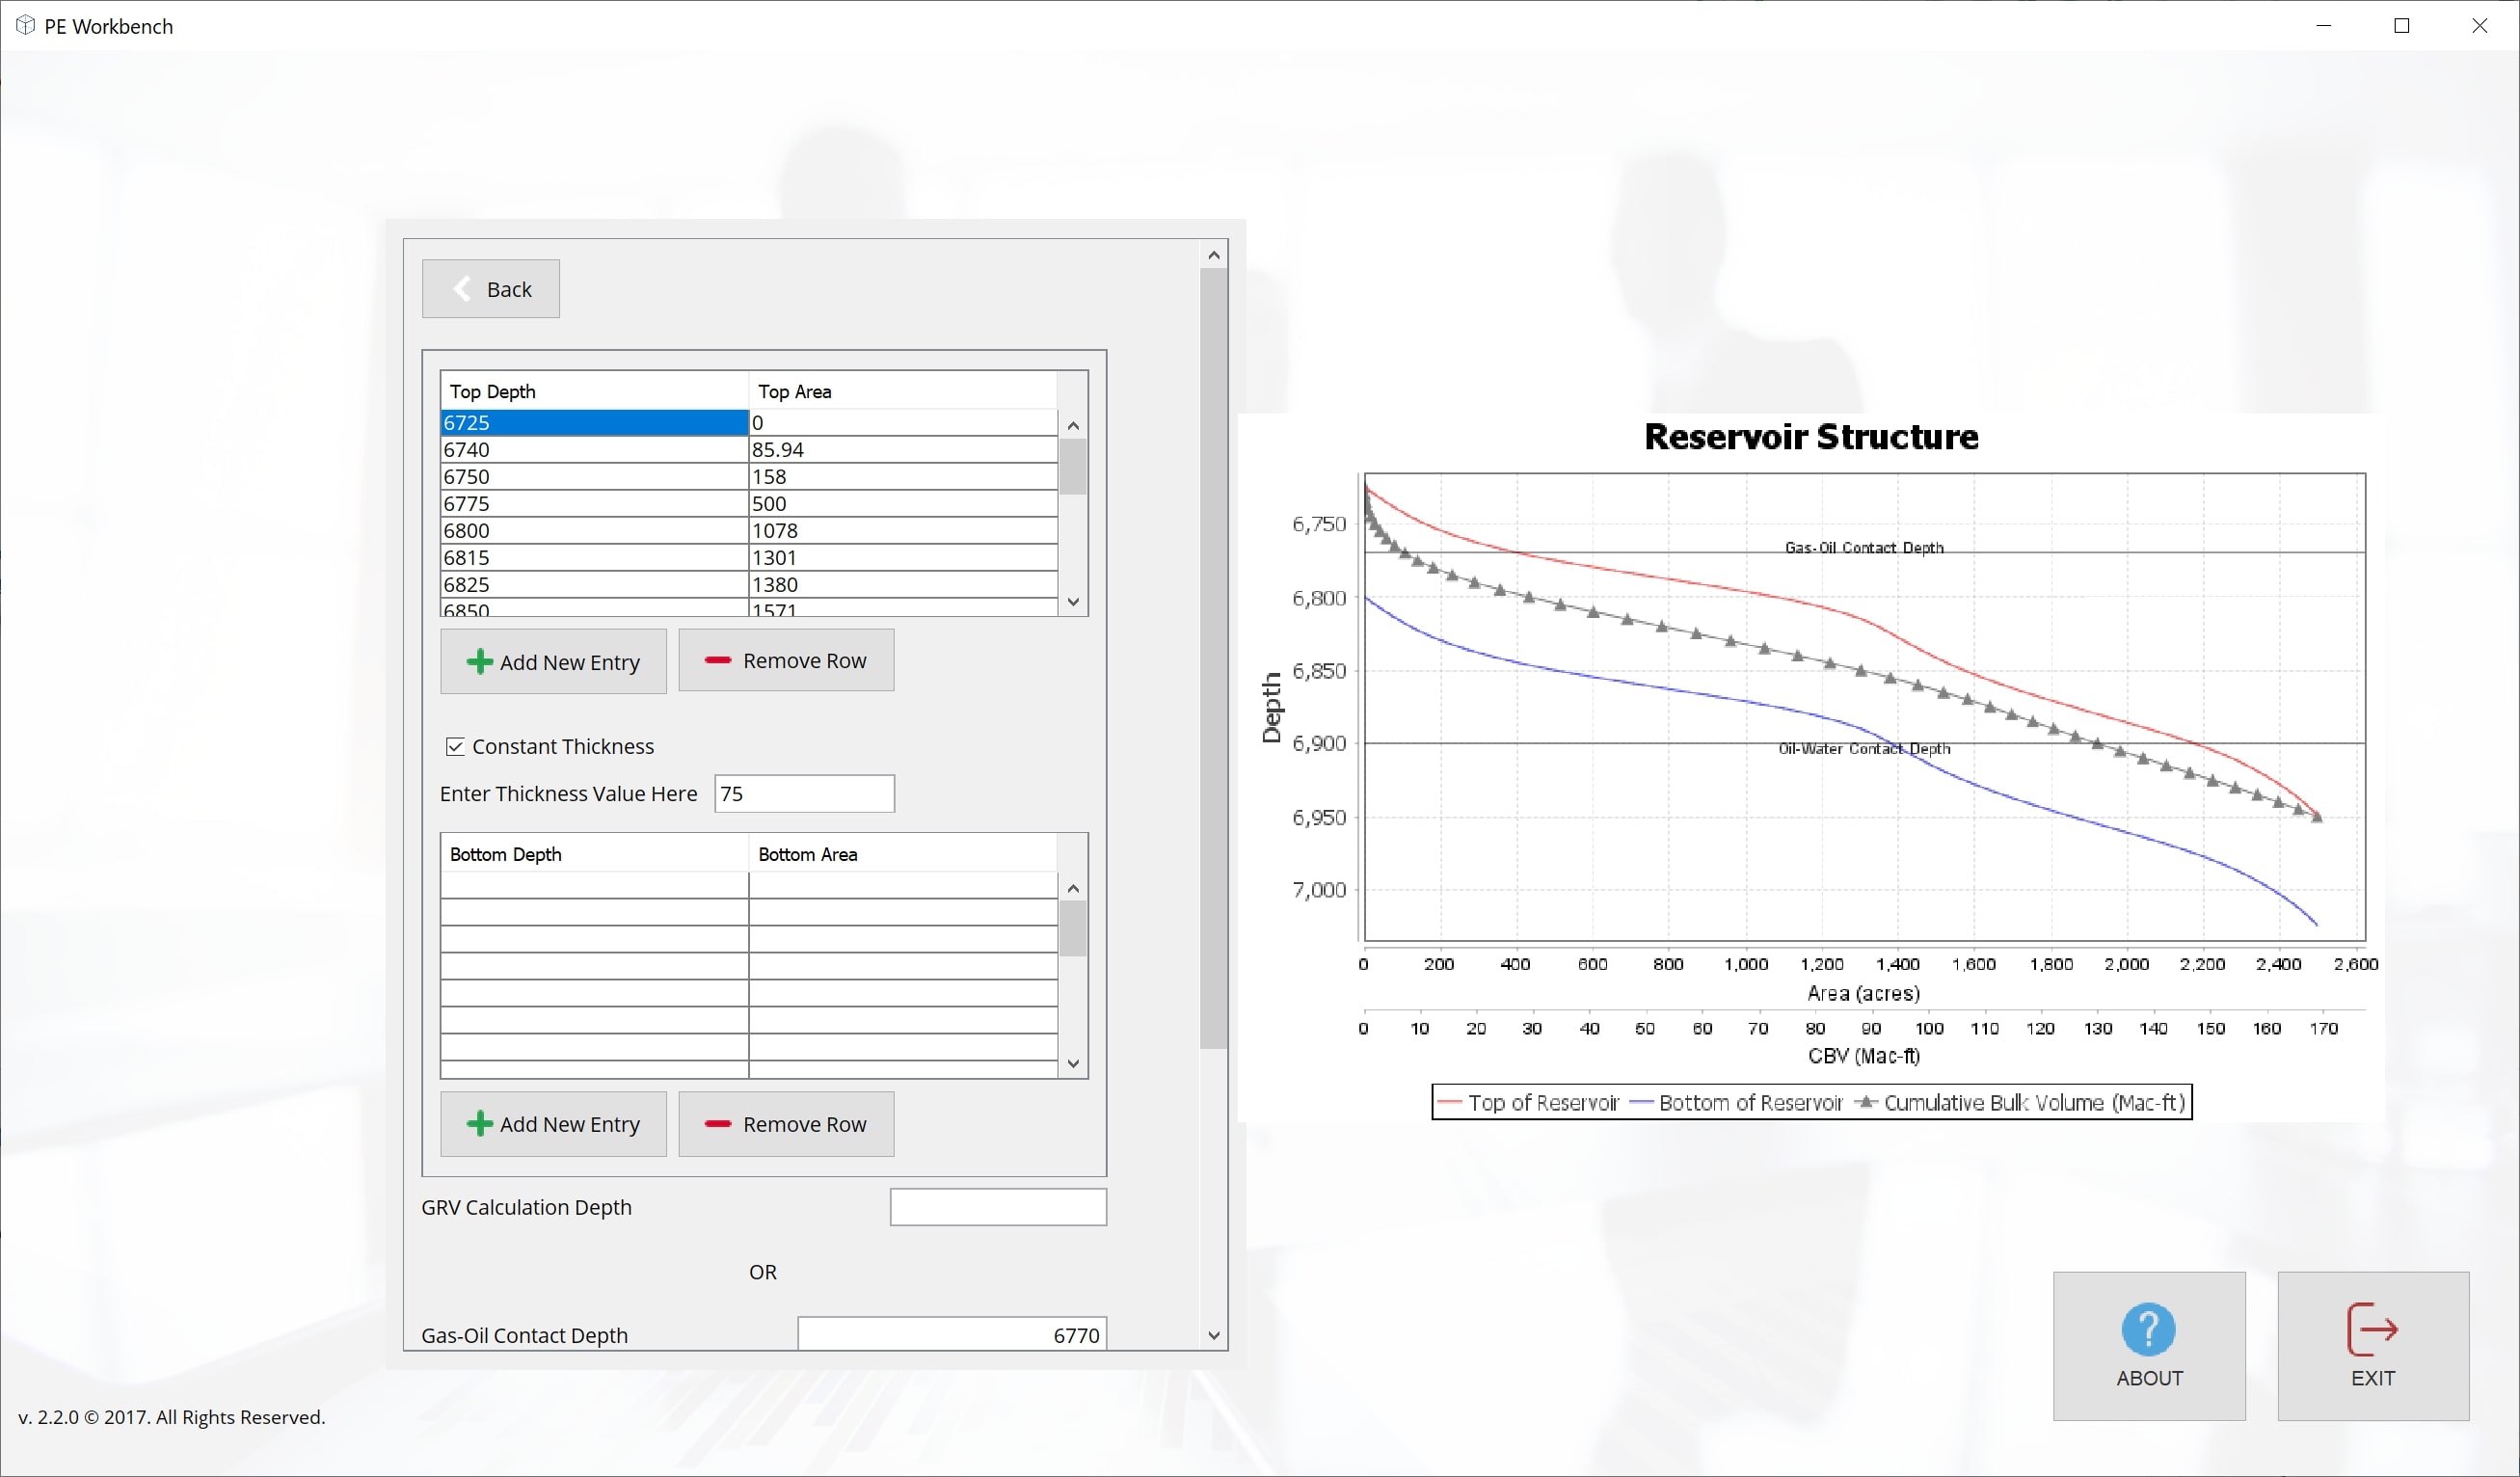 PE Workbench
Back
Top Depth Top Area
6725 0
6740 85.94
6750 158
6775 500
6800 1078
6815 1301
6825 1380
6850 1571
Add New Entry Remove Row
Constant Thickness
Enter Thickness Value Here 75
Bottom Depth Bottom Area
Add New Entry Remove Row
GRV Calculation Depth
OR
Gas-Oil Contact Depth 6770
Reservoir Structure
Depth
6,750
6,800
6,850
6,900
6,950
7,000
Gas-Oil Contact Depth
Oil-Water Contact Depth
0 200 400 600 800 1,000 1,200 1,400 1,600 1,800 2,000 2,200 2,400 2,600
Area (acres)
0 10 20 30 40 50 60 70 80 90 100 110 120 130 140 150 160 170
CBV (Mac-ft)
Top of Reservoir Bottom of Reservoir Cumulative Bulk Volume (Mac-ft)
? ABOUT
EXIT
v. 2.2.0 © 2017. All Rights Reserved.